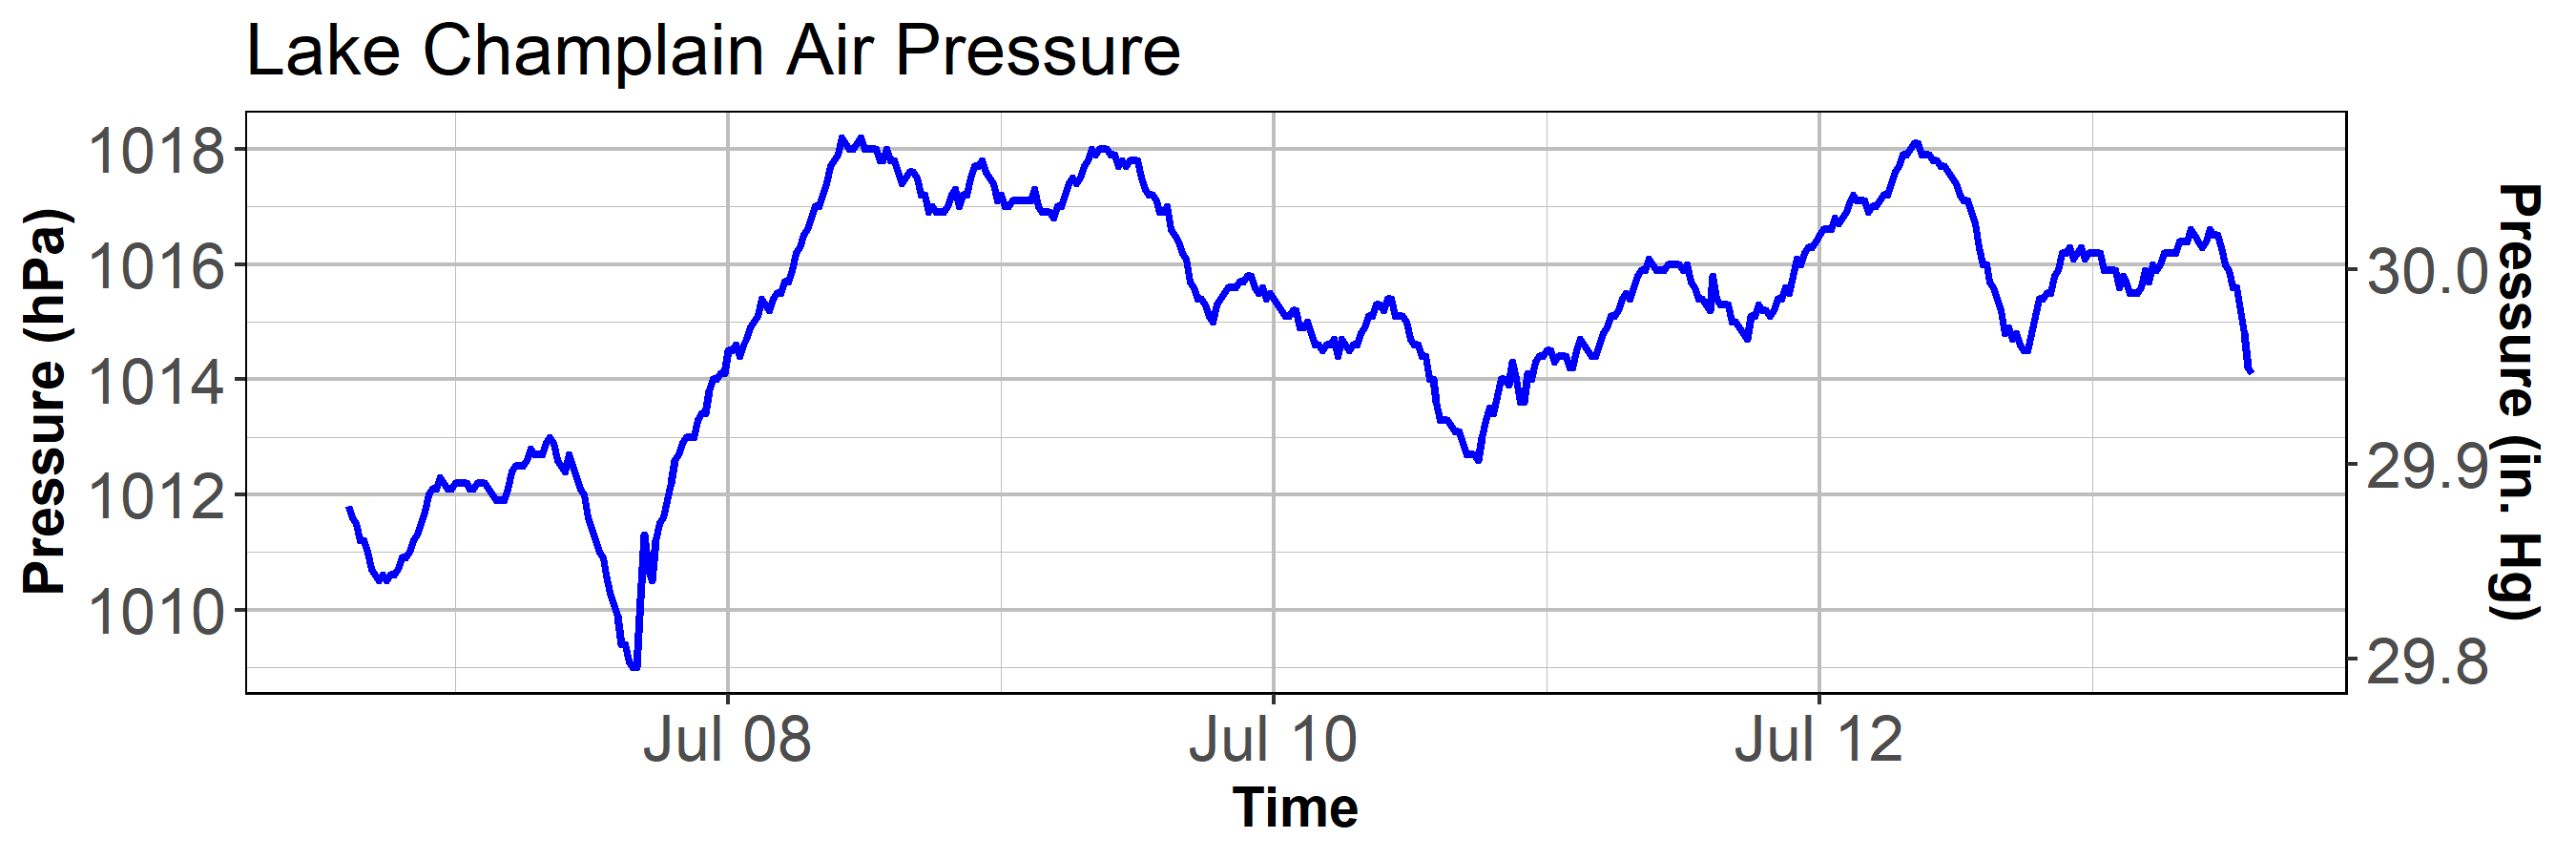 Lake Champlain Air Pressure
Pressure (hPa)
1018
1016
1014
1012
1010
30.0
29.9
29.8
Pressure (in. Hg)
Jul 08
Jul 10
Jul 12
Time